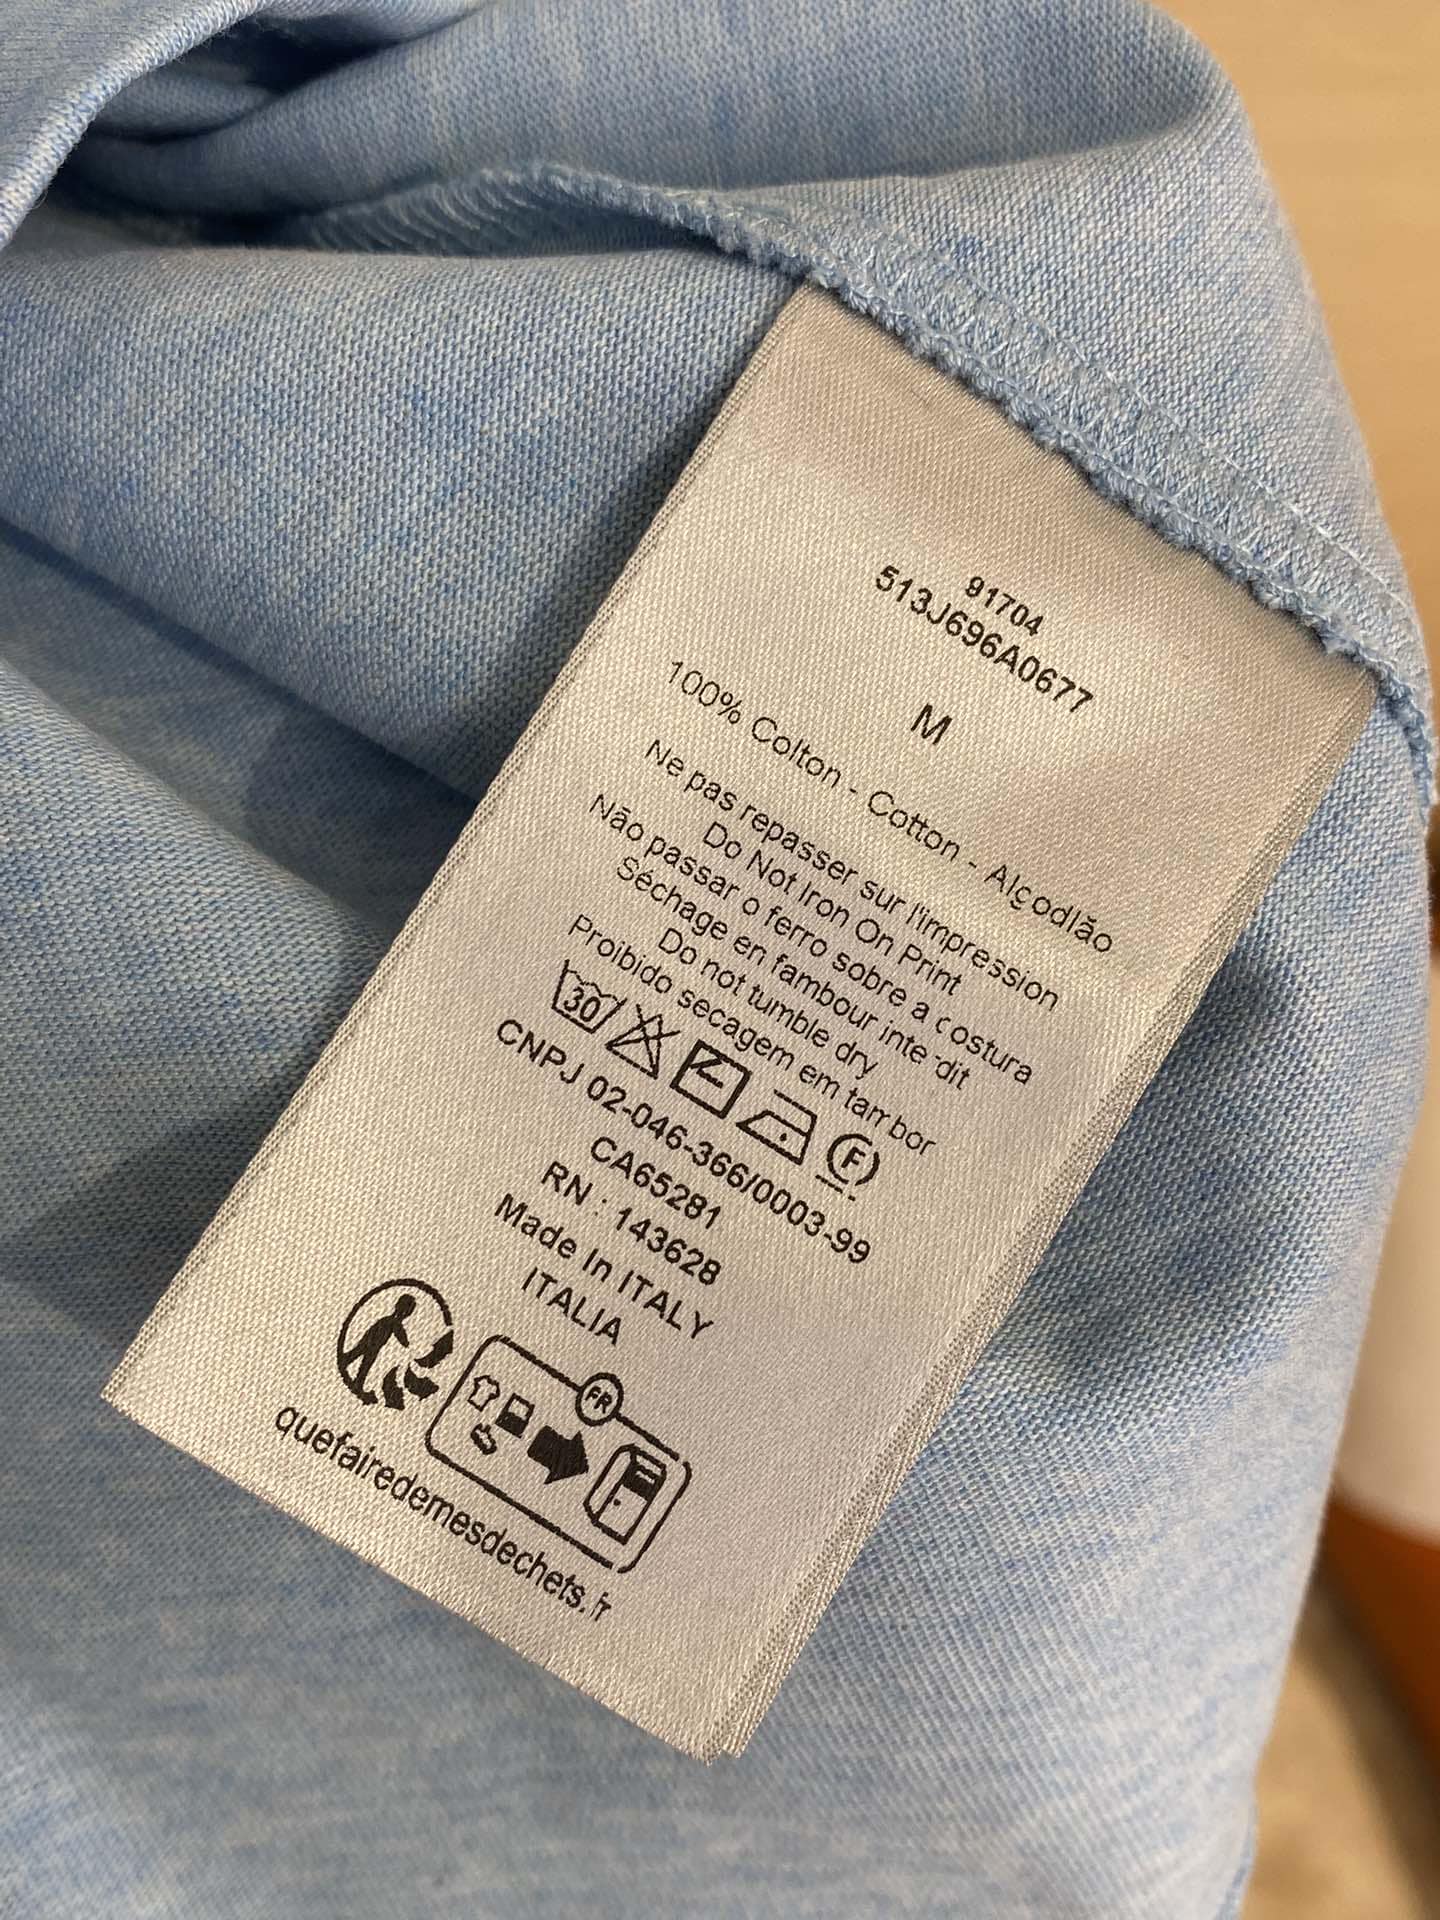 91704
513J696A0677
M
100% Colton - Cotton - Algodlão
Ne pas repasser sur l'impression
Do Not Iron On Print
Não passar o ferro sobre a costura
Séchage en fambour interdit
Do not tumble dry
Proibido secagem em tambor
30
F
CNPJ 02-046-366/0003-99
CA65281
RN : 143628
Made In ITALY
ITALIA
FR
quefairedemesdechets.fr